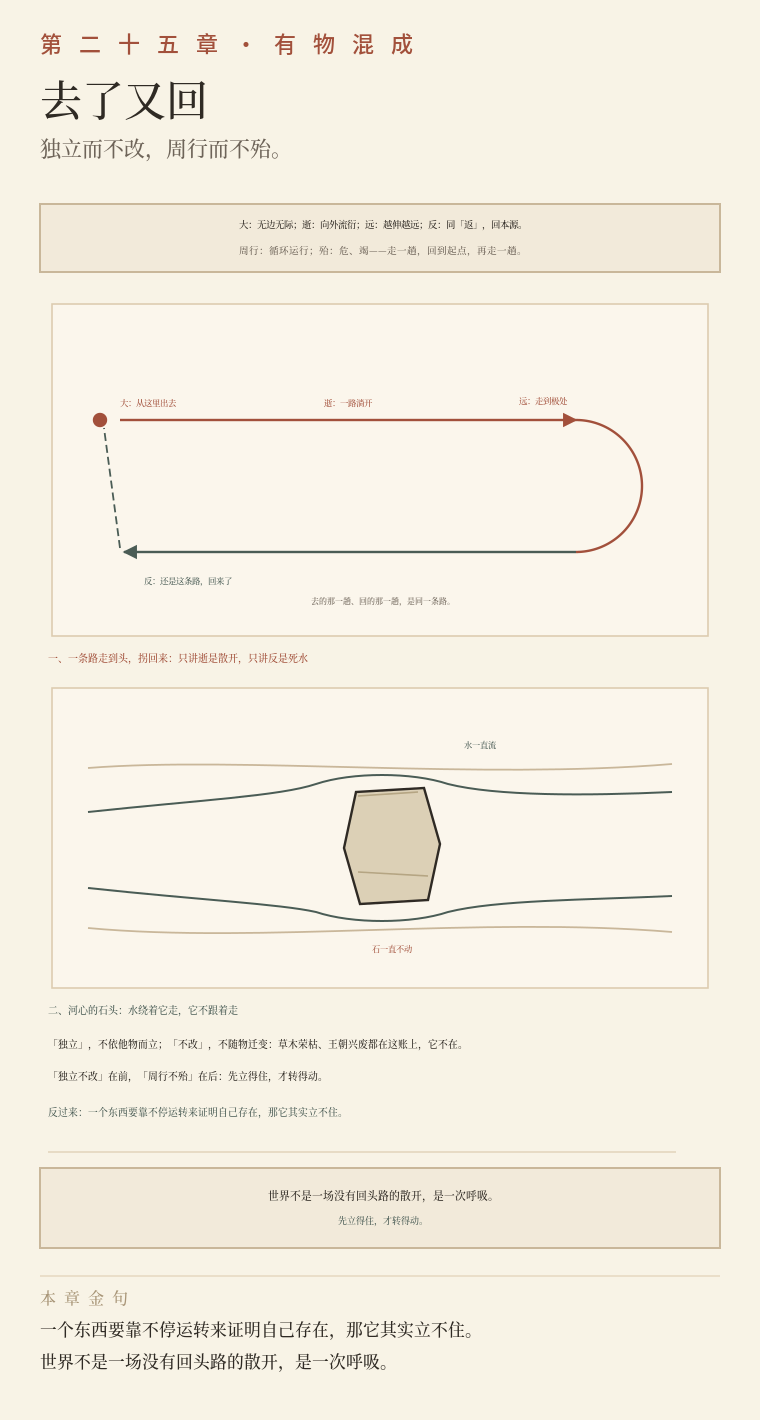 第二十五章·有物混成
去了又回
独立而不改，周行而不殆。
大：无边无际；逝：向外流衍；远：越伸越远；反：同「返」，回本源。
周行：循环运行；殆：危、竭——走一趟，回到起点，再走一趟。
大：从这里出去
逝：一路淌开
远：走到极处
反：还是这条路，回来了
去的那一趟、回的那一趟，是同一条路。
一、一条路走到头，拐回来：只讲逝是散开，只讲反是死水
水一直流
石一直不动
二、河心的石头：水绕着它走，它不跟着走
「独立」，不依他物而立；「不改」，不随物迁变：草木荣枯、王朝兴废都在这账上，它不在。
「独立不改」在前，「周行不殆」在后：先立得住，才转得动。
反过来：一个东西要靠不停运转来证明自己存在，那它其实立不住。
世界不是一场没有回头路的散开，是一次呼吸。
先立得住，才转得动。
本章金句
一个东西要靠不停运转来证明自己存在，那它其实立不住。
世界不是一场没有回头路的散开，是一次呼吸。